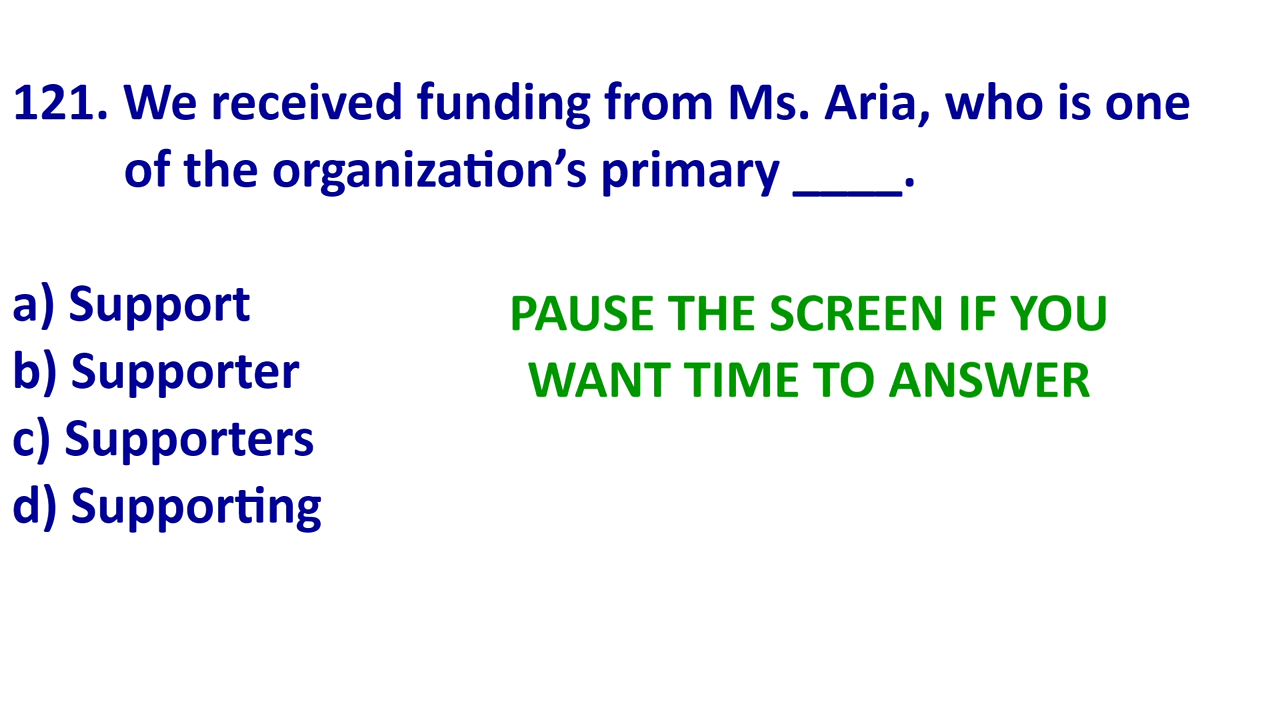 121. We received funding from Ms. Aria, who is one
of the organization’s primary ____.
a) Support
b) Supporter
c) Supporters
d) Supporting
PAUSE THE SCREEN IF YOU
WANT TIME TO ANSWER